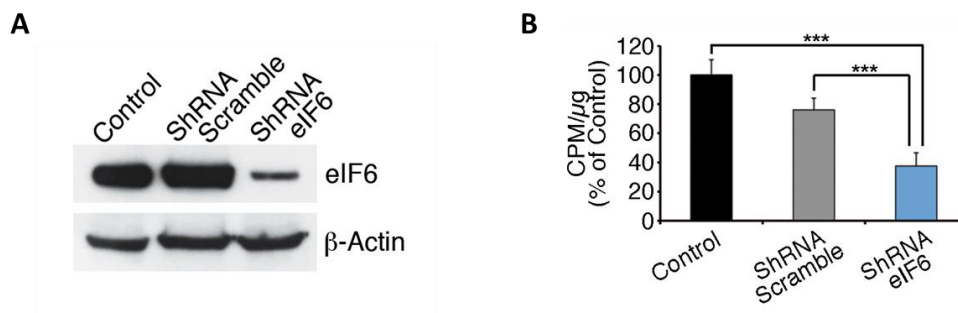 A
Control
ShRNA
Scramble
ShRNA
eIF6
eIF6
β-Actin
B
CPM/µg
(% of Control)
120
100
80
60
40
20
0
***
***
Control
ShRNA
Scramble
ShRNA
eIF6